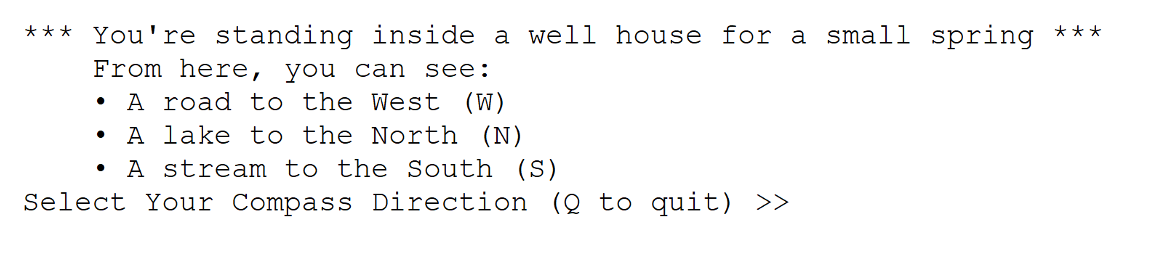 *** You're standing inside a well house for a small spring ***
From here, you can see:
• A road to the West (W)
• A lake to the North (N)
• A stream to the South (S)
Select Your Compass Direction (Q to quit) >>